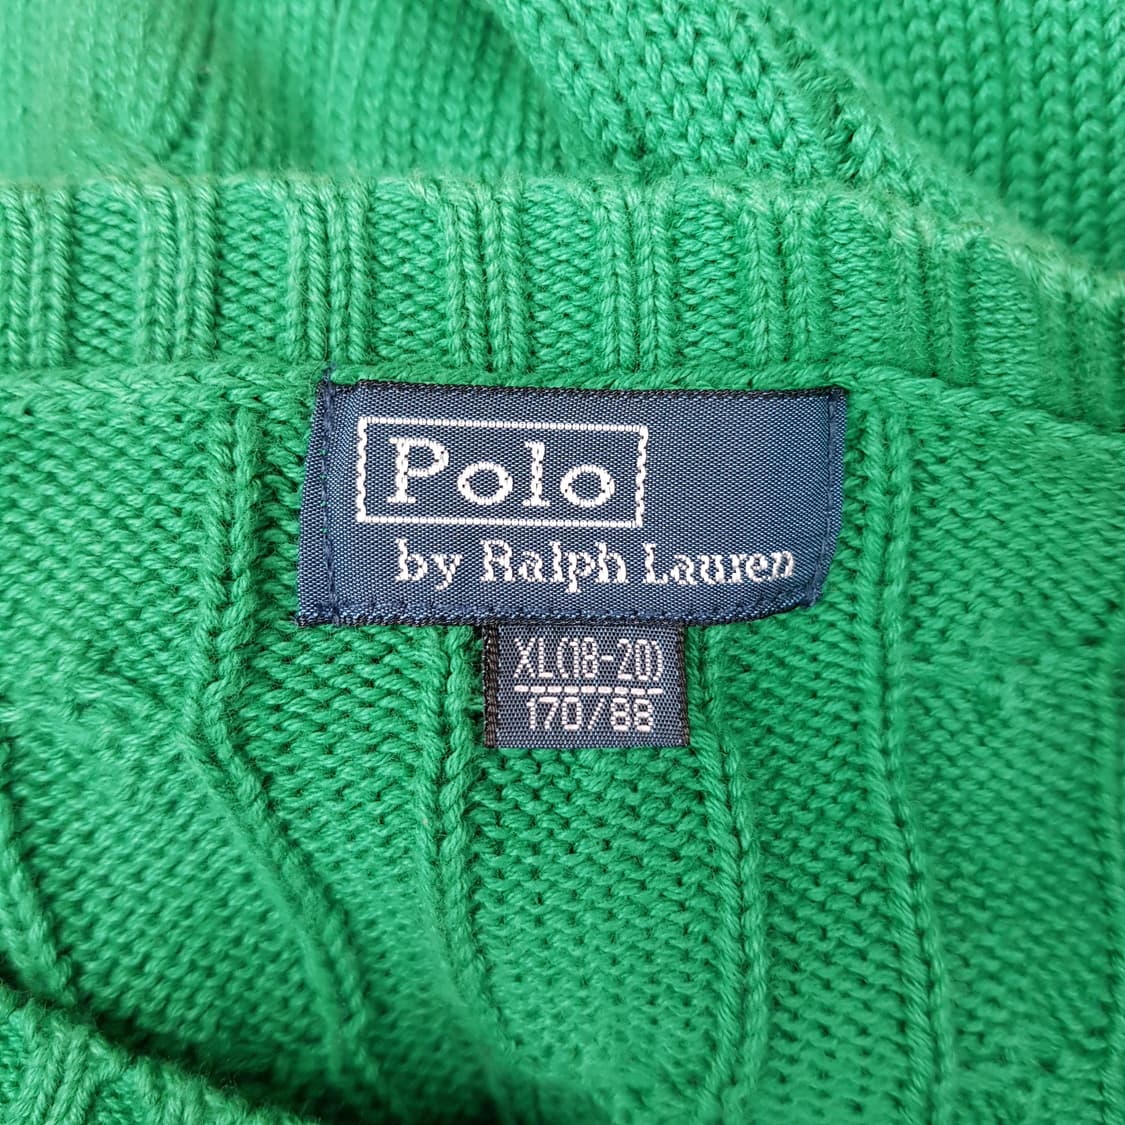 Polo
by Ralph Lauren
XL(18-20)
170/88